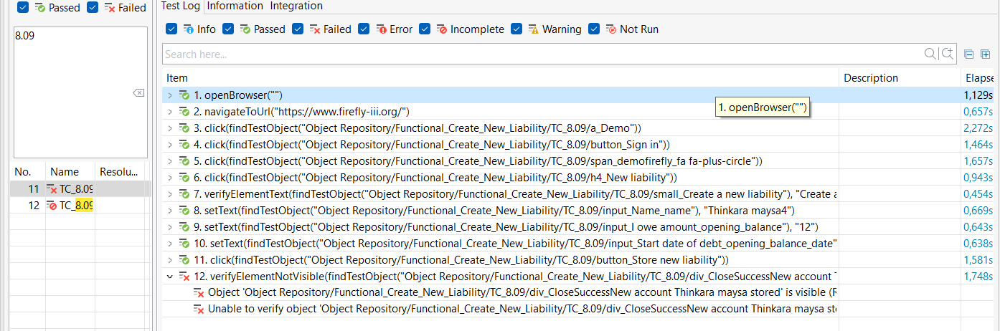 Passed Failed
8.09
No. Name Resolu...
11 TC_8.09
12 TC_8.09
Test Log Information Integration
Info Passed Failed Error Incomplete Warning Not Run
Search here...
Item Description Elapse
1. openBrowser("") 1,129s
1. openBrowser("")
2. navigateToUrl("https://www.firefly-iii.org/") 0,657s
3. click(findTestObject("Object Repository/Functional_Create_New_Liability/TC_8.09/a_Demo")) 2,272s
4. click(findTestObject("Object Repository/Functional_Create_New_Liability/TC_8.09/button_Sign in")) 1,464s
5. click(findTestObject("Object Repository/Functional_Create_New_Liability/TC_8.09/span_demofirefly_fa fa-plus-circle")) 1,657s
6. click(findTestObject("Object Repository/Functional_Create_New_Liability/TC_8.09/h4_New liability")) 0,943s
7. verifyElementText(findTestObject("Object Repository/Functional_Create_New_Liability/TC_8.09/small_Create a new liability"), "Create a 0,454s
8. setText(findTestObject("Object Repository/Functional_Create_New_Liability/TC_8.09/input_Name_name"), "Thinkara maysa4") 0,669s
9. setText(findTestObject("Object Repository/Functional_Create_New_Liability/TC_8.09/input_I owe amount_opening_balance"), "12") 0,643s
10. setText(findTestObject("Object Repository/Functional_Create_New_Liability/TC_8.09/input_Start date of debt_opening_balance_date" 0,638s
11. click(findTestObject("Object Repository/Functional_Create_New_Liability/TC_8.09/button_Store new liability")) 1,581s
12. verifyElementNotVisible(findTestObject("Object Repository/Functional_Create_New_Liability/TC_8.09/div_CloseSuccessNew account T 1,748s
Object 'Object Repository/Functional_Create_New_Liability/TC_8.09/div_CloseSuccessNew account Thinkara maysa stored' is visible (R
Unable to verify object 'Object Repository/Functional_Create_New_Liability/TC_8.09/div_CloseSuccessNew account Thinkara maysa sto